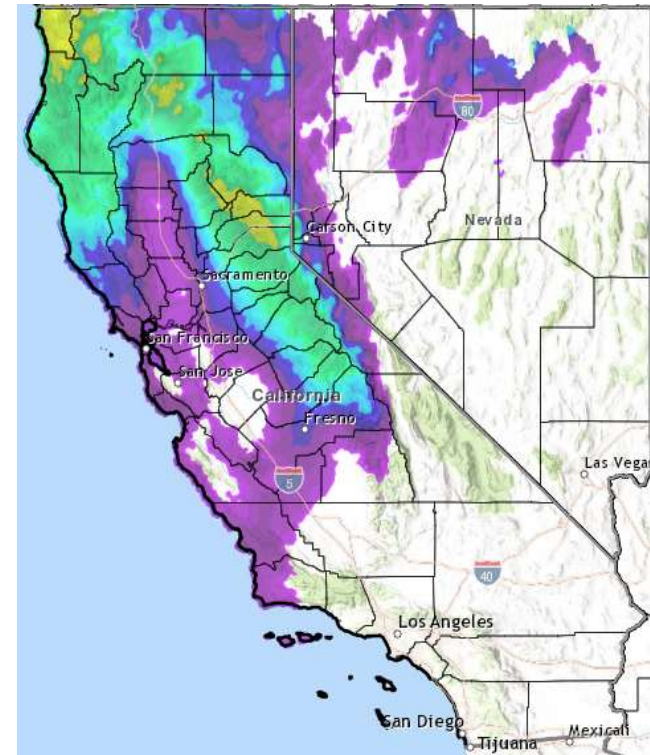 80
Nevada
Carson City
Sacramento
San Francisco
San Jose
California
Fresno
Las Vegas
5
40
Los Angeles
San Diego
Tijuana
Mexicali